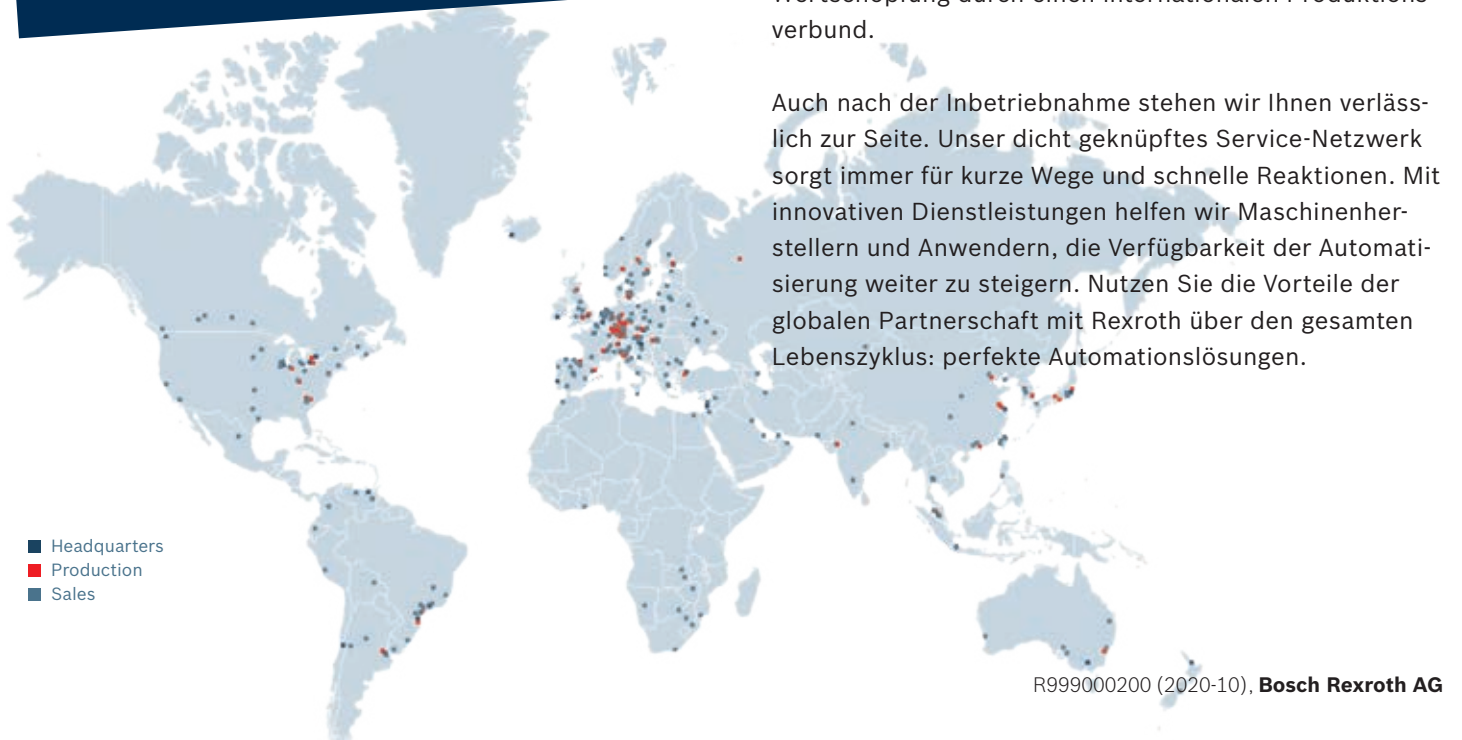 verbund.
Auch nach der Inbetriebnahme stehen wir Ihnen verläss-
lich zur Seite. Unser dicht geknüpftes Service-Netzwerk
sorgt immer für kurze Wege und schnelle Reaktionen. Mit
innovativen Dienstleistungen helfen wir Maschinenher-
stellern und Anwendern, die Verfügbarkeit der Automati-
sierung weiter zu steigern. Nutzen Sie die Vorteile der
globalen Partnerschaft mit Rexroth über den gesamten
Lebenszyklus: perfekte Automationslösungen.
Headquarters
Production
Sales
R999000200 (2020-10), Bosch Rexroth AG